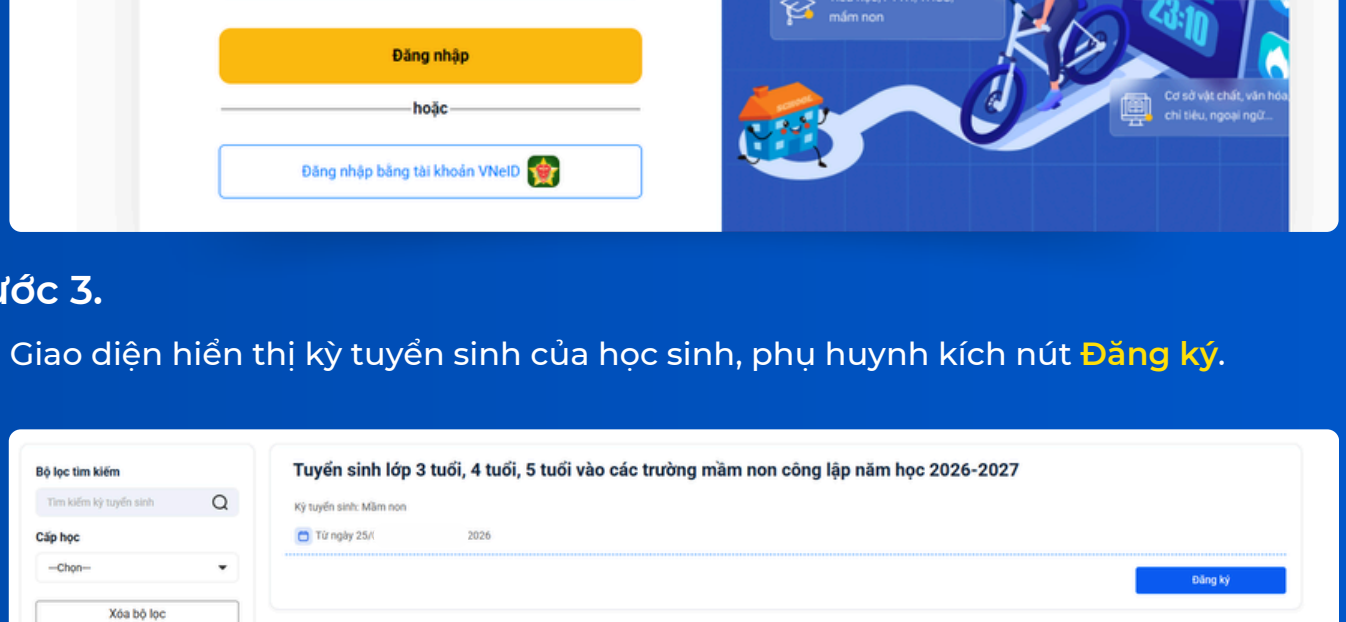 mầm non
Đăng nhập
hoặc
Đăng nhập bằng tài khoản VNeID
SCHOOL
23:10
Cơ sở vật chất, văn hóa,
chỉ tiêu, ngoại ngữ...
ước 3.
Giao diện hiển thị kỳ tuyển sinh của học sinh, phụ huynh kích nút Đăng ký.
Bộ lọc tìm kiếm
Tìm kiếm kỳ tuyển sinh
Cấp học
—Chọn—
Xóa bộ lọc
Tuyển sinh lớp 3 tuổi, 4 tuổi, 5 tuổi vào các trường mầm non công lập năm học 2026-2027
Kỳ tuyển sinh: Mầm non
Từ ngày 25/ 2026
Đăng ký